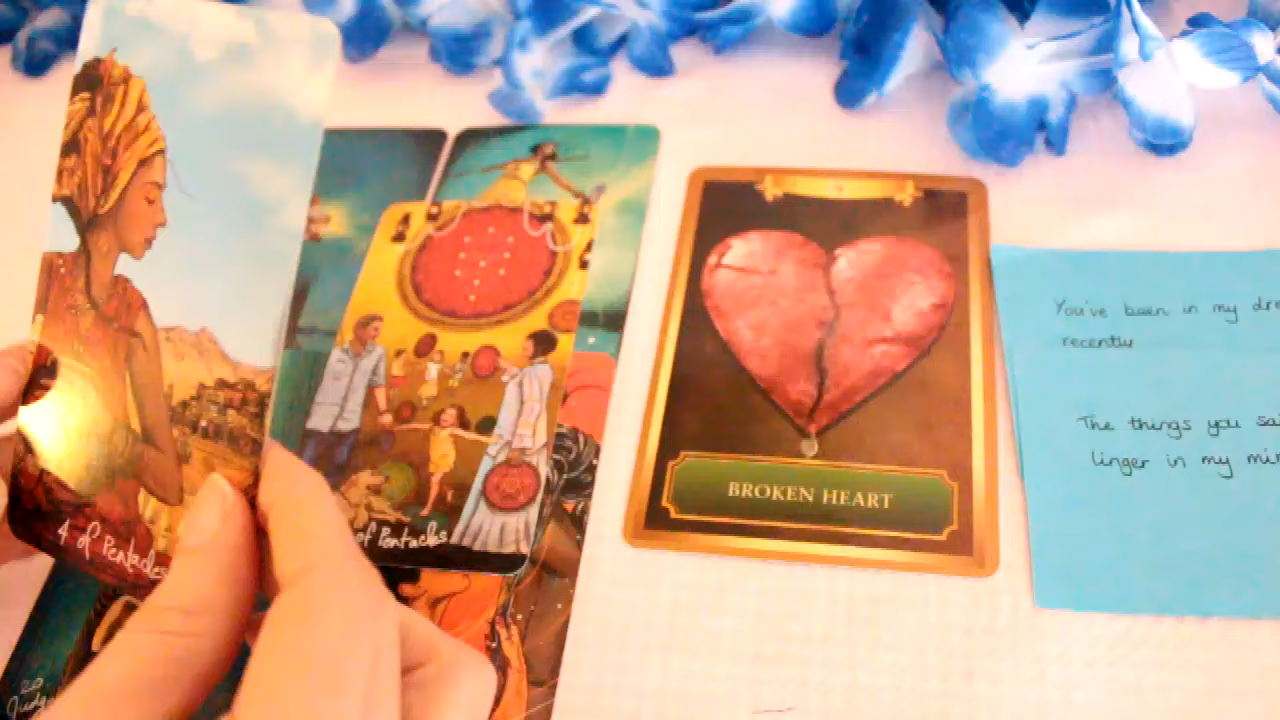 4 of Pentacles
of Pentacles
BROKEN HEART
You've been in my
recently
The things you
linger in my
20